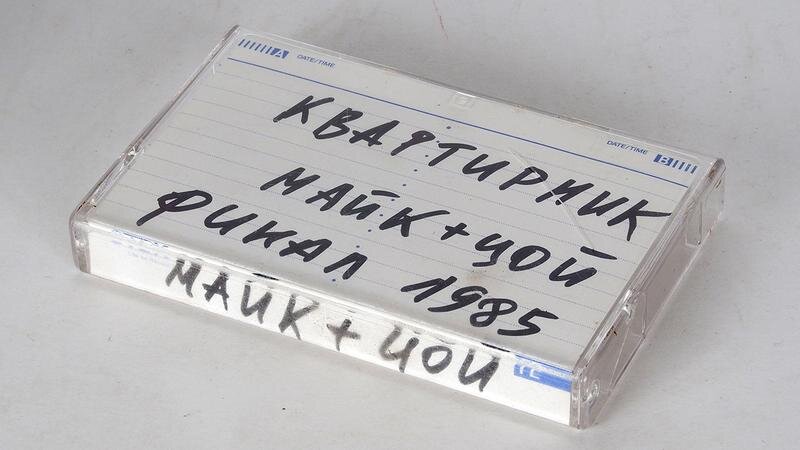 A DATE/TIME
DATE/TIME B
КВАРТИРНИК
МАЙК+ЦОЙ
ФИНАЛ 1985
МАЙК+ЦОЙ